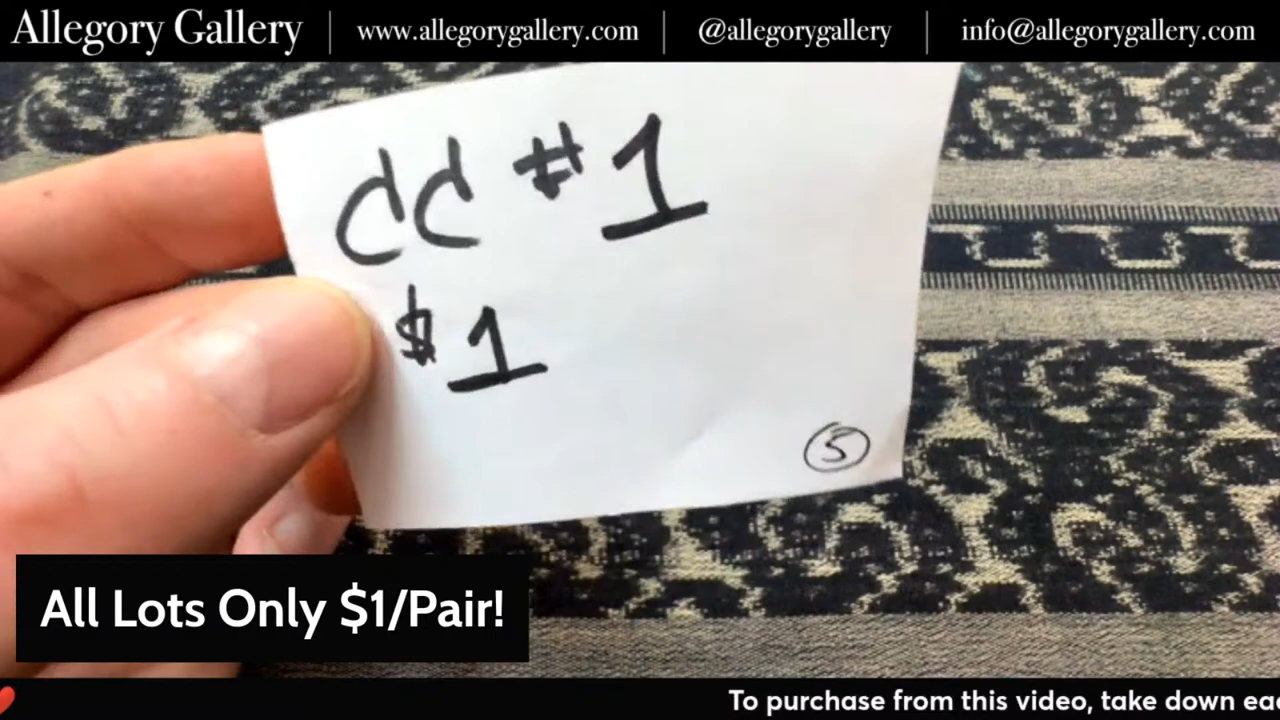 Allegory Gallery | www.allegorygallery.com | @allegorygallery | info@allegorygallery.com
CC #1
$1
5
All Lots Only $1/Pair!
To purchase from this video, take down ea